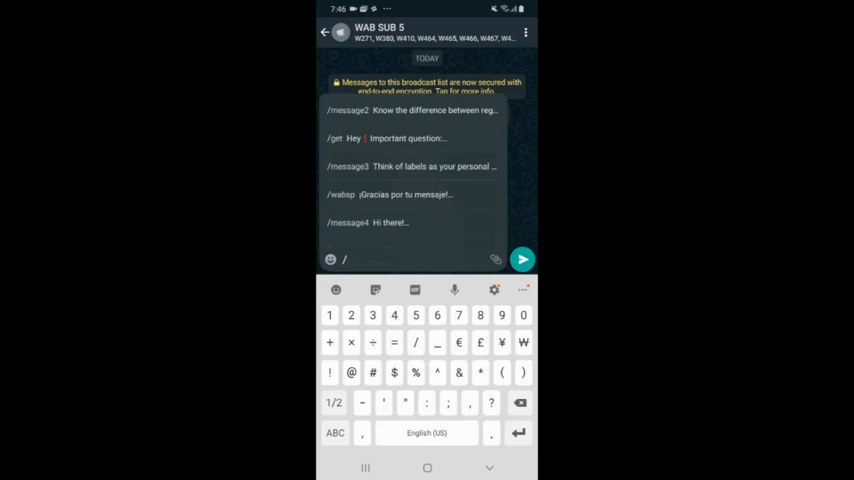 7:46
WAB SUB 5
W271, W380, W410, W464, W465, W466, W467, W4...
TODAY
Messages to this broadcast list are now secured with
end-to-end encryption. Tap for more info.
/message2 Know the difference between reg...
/get Hey❗Important question:...
/message3 Think of labels as your personal ...
/wabsp ¡Gracias por tu mensaje!...
/message4 Hi there!...
/
GIF
1 2 3 4 5 6 7 8 9 0
+ × ÷ = / _ € £ ¥ ₩
! @ # $ % ^ & * ( )
1/2 - ' " : ; , ?
ABC , English (US) .